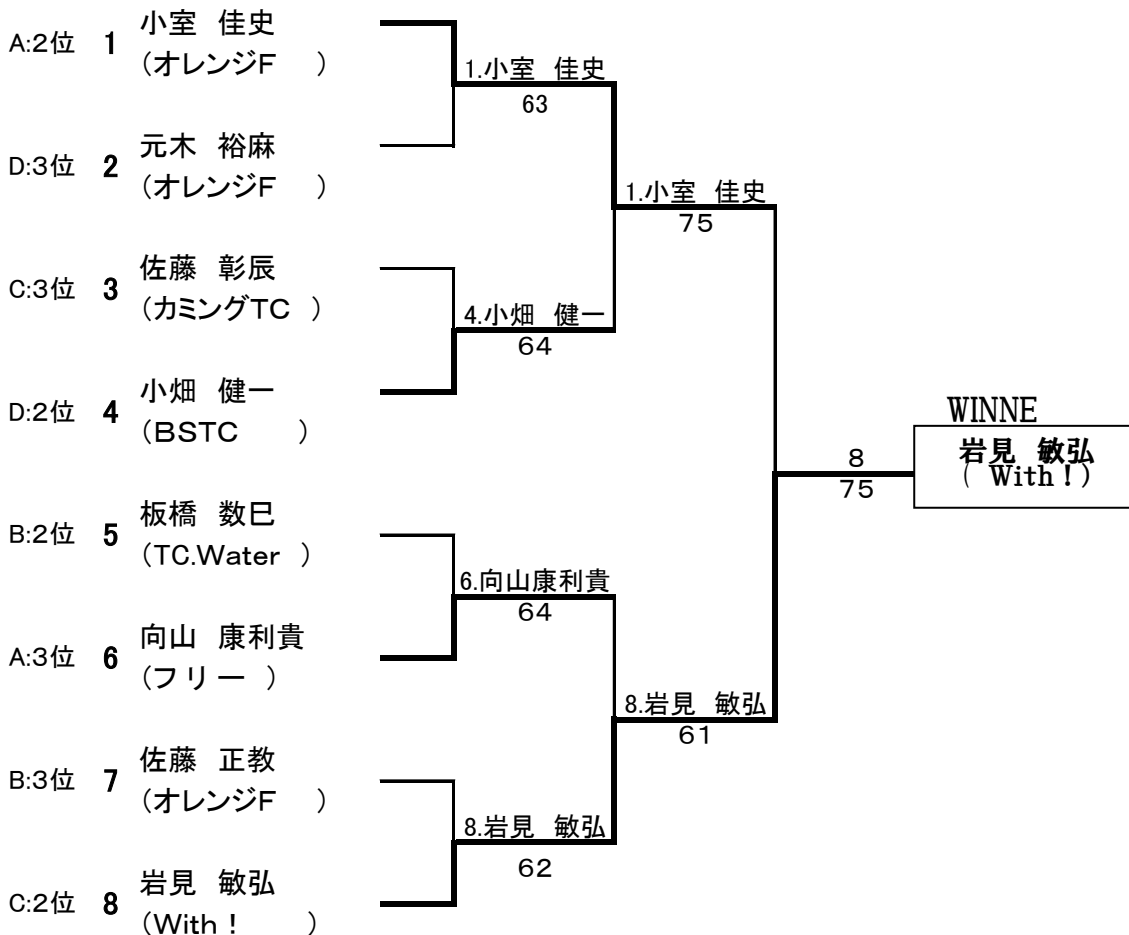 A:2位 1 小室 佳史
(オレンジF )
D:3位 2 元木 裕麻
(オレンジF )
C:3位 3 佐藤 彰辰
(カミングTC )
D:2位 4 小畑 健一
(BSTC )
B:2位 5 板橋 数巳
(TC.Water )
A:3位 6 向山 康利貴
(フリー )
B:3位 7 佐藤 正教
(オレンジF )
C:2位 8 岩見 敏弘
(With! )
1.小室 佳史
63
4.小畑 健一
64
6.向山康利貴
64
8.岩見 敏弘
62
1.小室 佳史
75
8.岩見 敏弘
61
8
75
WINNE
岩見 敏弘
( With!)